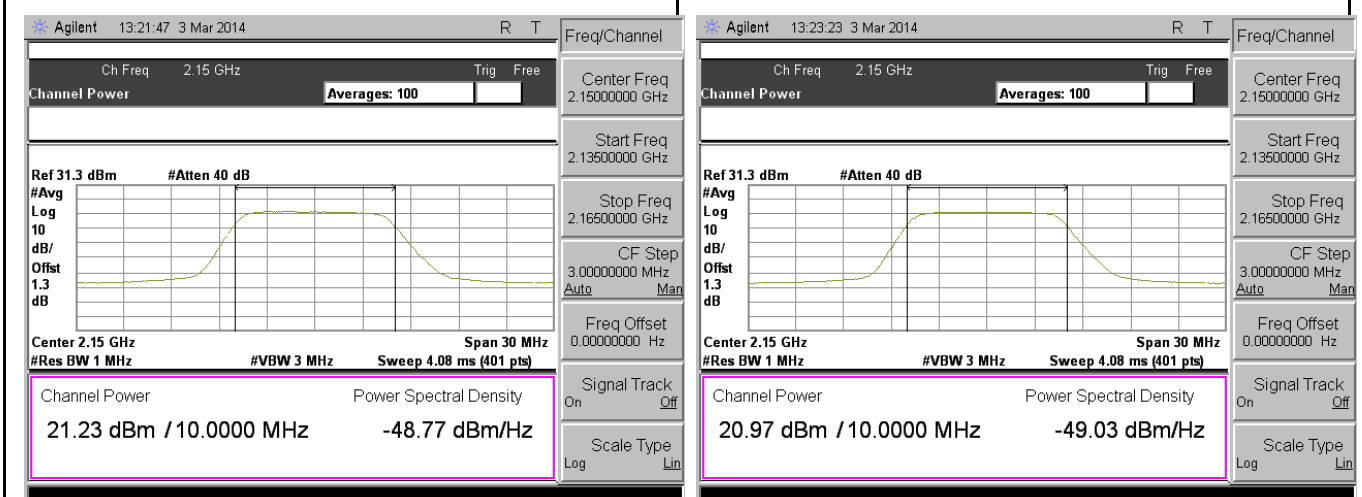 Agilent 13:21:47 3 Mar 2014 R T
Freq/Channel
Ch Freq 2.15 GHz Trig Free
Channel Power Averages: 100
Center Freq
2.15000000 GHz
Start Freq
2.13500000 GHz
Ref 31.3 dBm #Atten 40 dB
#Avg
Log
10
dB/
Offst
1.3
dB
Stop Freq
2.16500000 GHz
CF Step
3.00000000 MHz
Auto Man
Center 2.15 GHz Span 30 MHz
#Res BW 1 MHz #VBW 3 MHz Sweep 4.08 ms (401 pts)
Freq Offset
0.00000000 Hz
Channel Power Power Spectral Density
21.23 dBm / 10.0000 MHz -48.77 dBm/Hz
Signal Track
On Off
Scale Type
Log Lin
Agilent 13:23:23 3 Mar 2014 R T
Freq/Channel
Ch Freq 2.15 GHz Trig Free
Channel Power Averages: 100
Center Freq
2.15000000 GHz
Start Freq
2.13500000 GHz
Ref 31.3 dBm #Atten 40 dB
#Avg
Log
10
dB/
Offst
1.3
dB
Stop Freq
2.16500000 GHz
CF Step
3.00000000 MHz
Auto Man
Center 2.15 GHz Span 30 MHz
#Res BW 1 MHz #VBW 3 MHz Sweep 4.08 ms (401 pts)
Freq Offset
0.00000000 Hz
Channel Power Power Spectral Density
20.97 dBm / 10.0000 MHz -49.03 dBm/Hz
Signal Track
On Off
Scale Type
Log Lin